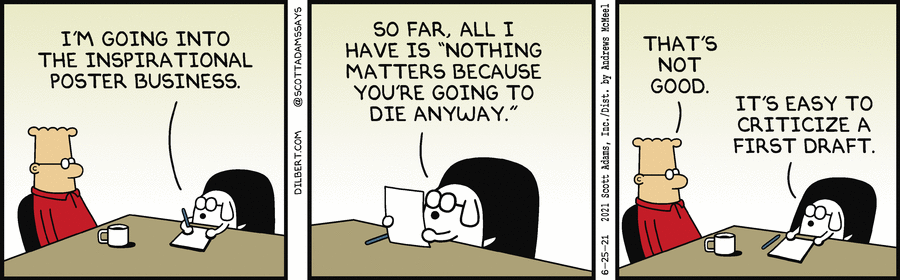 I'M GOING INTO
THE INSPIRATIONAL
POSTER BUSINESS.
DILBERT.COM @SCOTTADAMSSAYS
SO FAR, ALL I
HAVE IS "NOTHING
MATTERS BECAUSE
YOU'RE GOING TO
DIE ANYWAY."
6-25-21 2021 Scott Adams, Inc./Dist. by Andrews McMeel
THAT'S
NOT
GOOD.
IT'S EASY TO
CRITICIZE A
FIRST DRAFT.